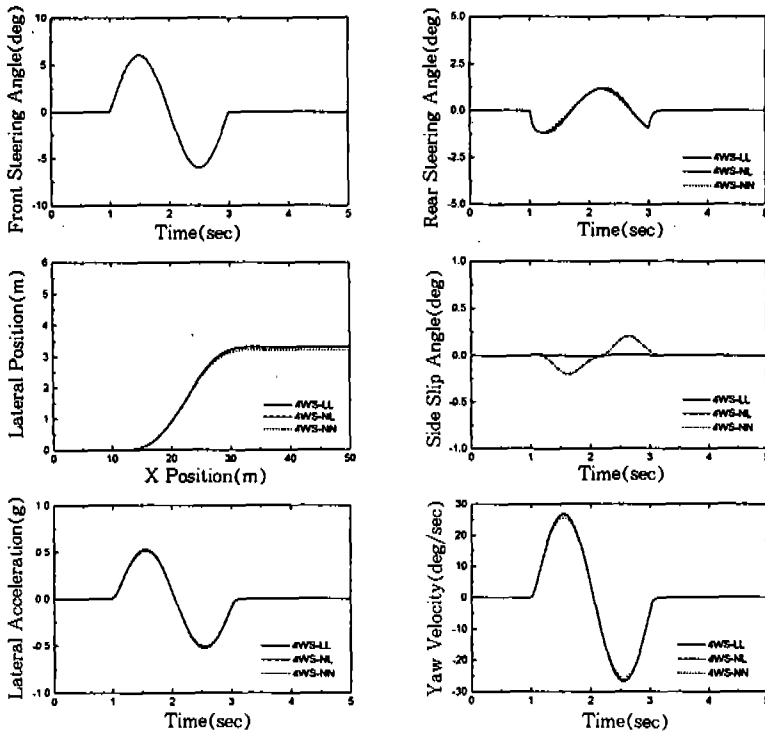 Front Steering Angle(deg)
10
5
0
-5
-10
0 1 2 3 4 5
Time(sec)
Rear Steering Angle(deg)
5.0
2.5
0.0
-2.5
-5.0
4WS-LL
4WS-NL
4WS-NN
0 1 2 3 4 5
Time(sec)
Lateral Position(m)
6
5
4
3
2
1
0
4WS-LL
4WS-NL
4WS-NN
0 10 20 30 40 50
X Position(m)
Side Slip Angle(deg)
1.0
0.5
0.0
-0.5
-1.0
4WS-LL
4WS-NL
4WS-NN
0 1 2 3 4 5
Time(sec)
Lateral Acceleration(g)
1 0
0 5
0 0
-0 5
-1 0
4WS-LL
4WS-NL
4WS-NN
0 1 2 3 4 5
Time(sec)
Yaw Velocity(deg/sec)
30
20
10
0
-10
-20
-30
4WS-LL
4WS-NL
4WS-NN
0 1 2 3 4 5
Time(sec)